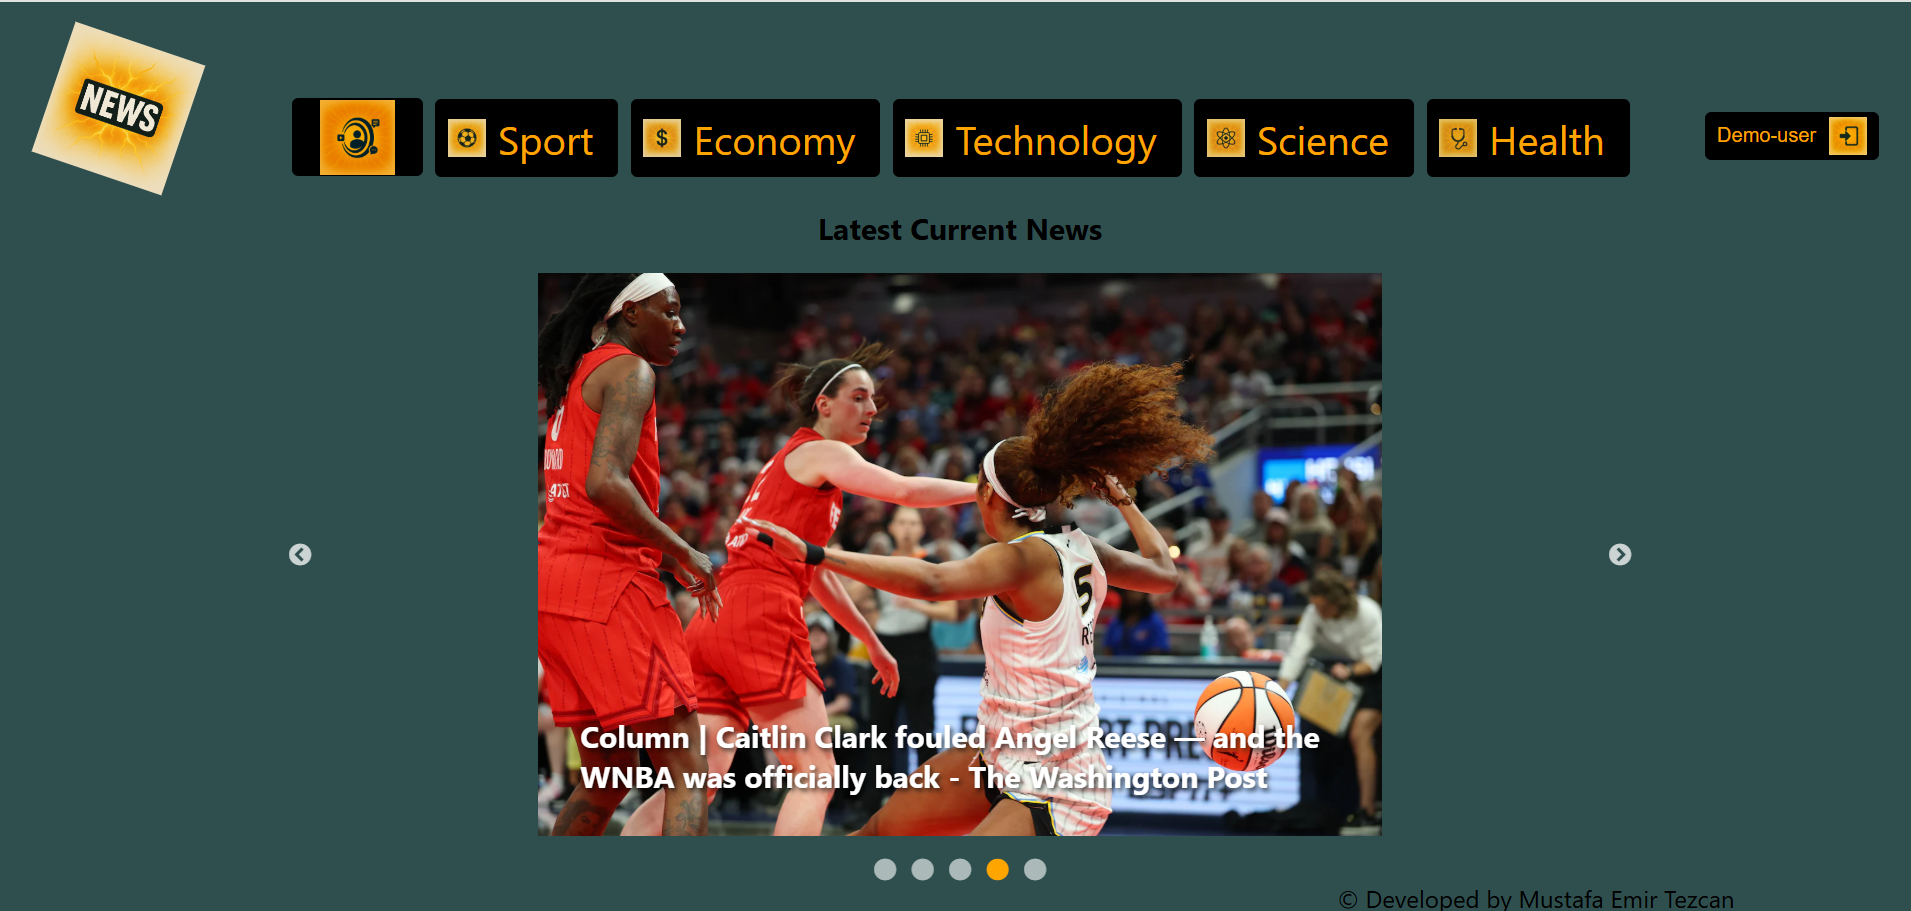 NEWS
Sport
Economy
Technology
Science
Health
Demo-user
Latest Current News
5
Column | Caitlin Clark fouled Angel Reese — and the
WNBA was officially back - The Washington Post
© Developed by Mustafa Emir Tezcan